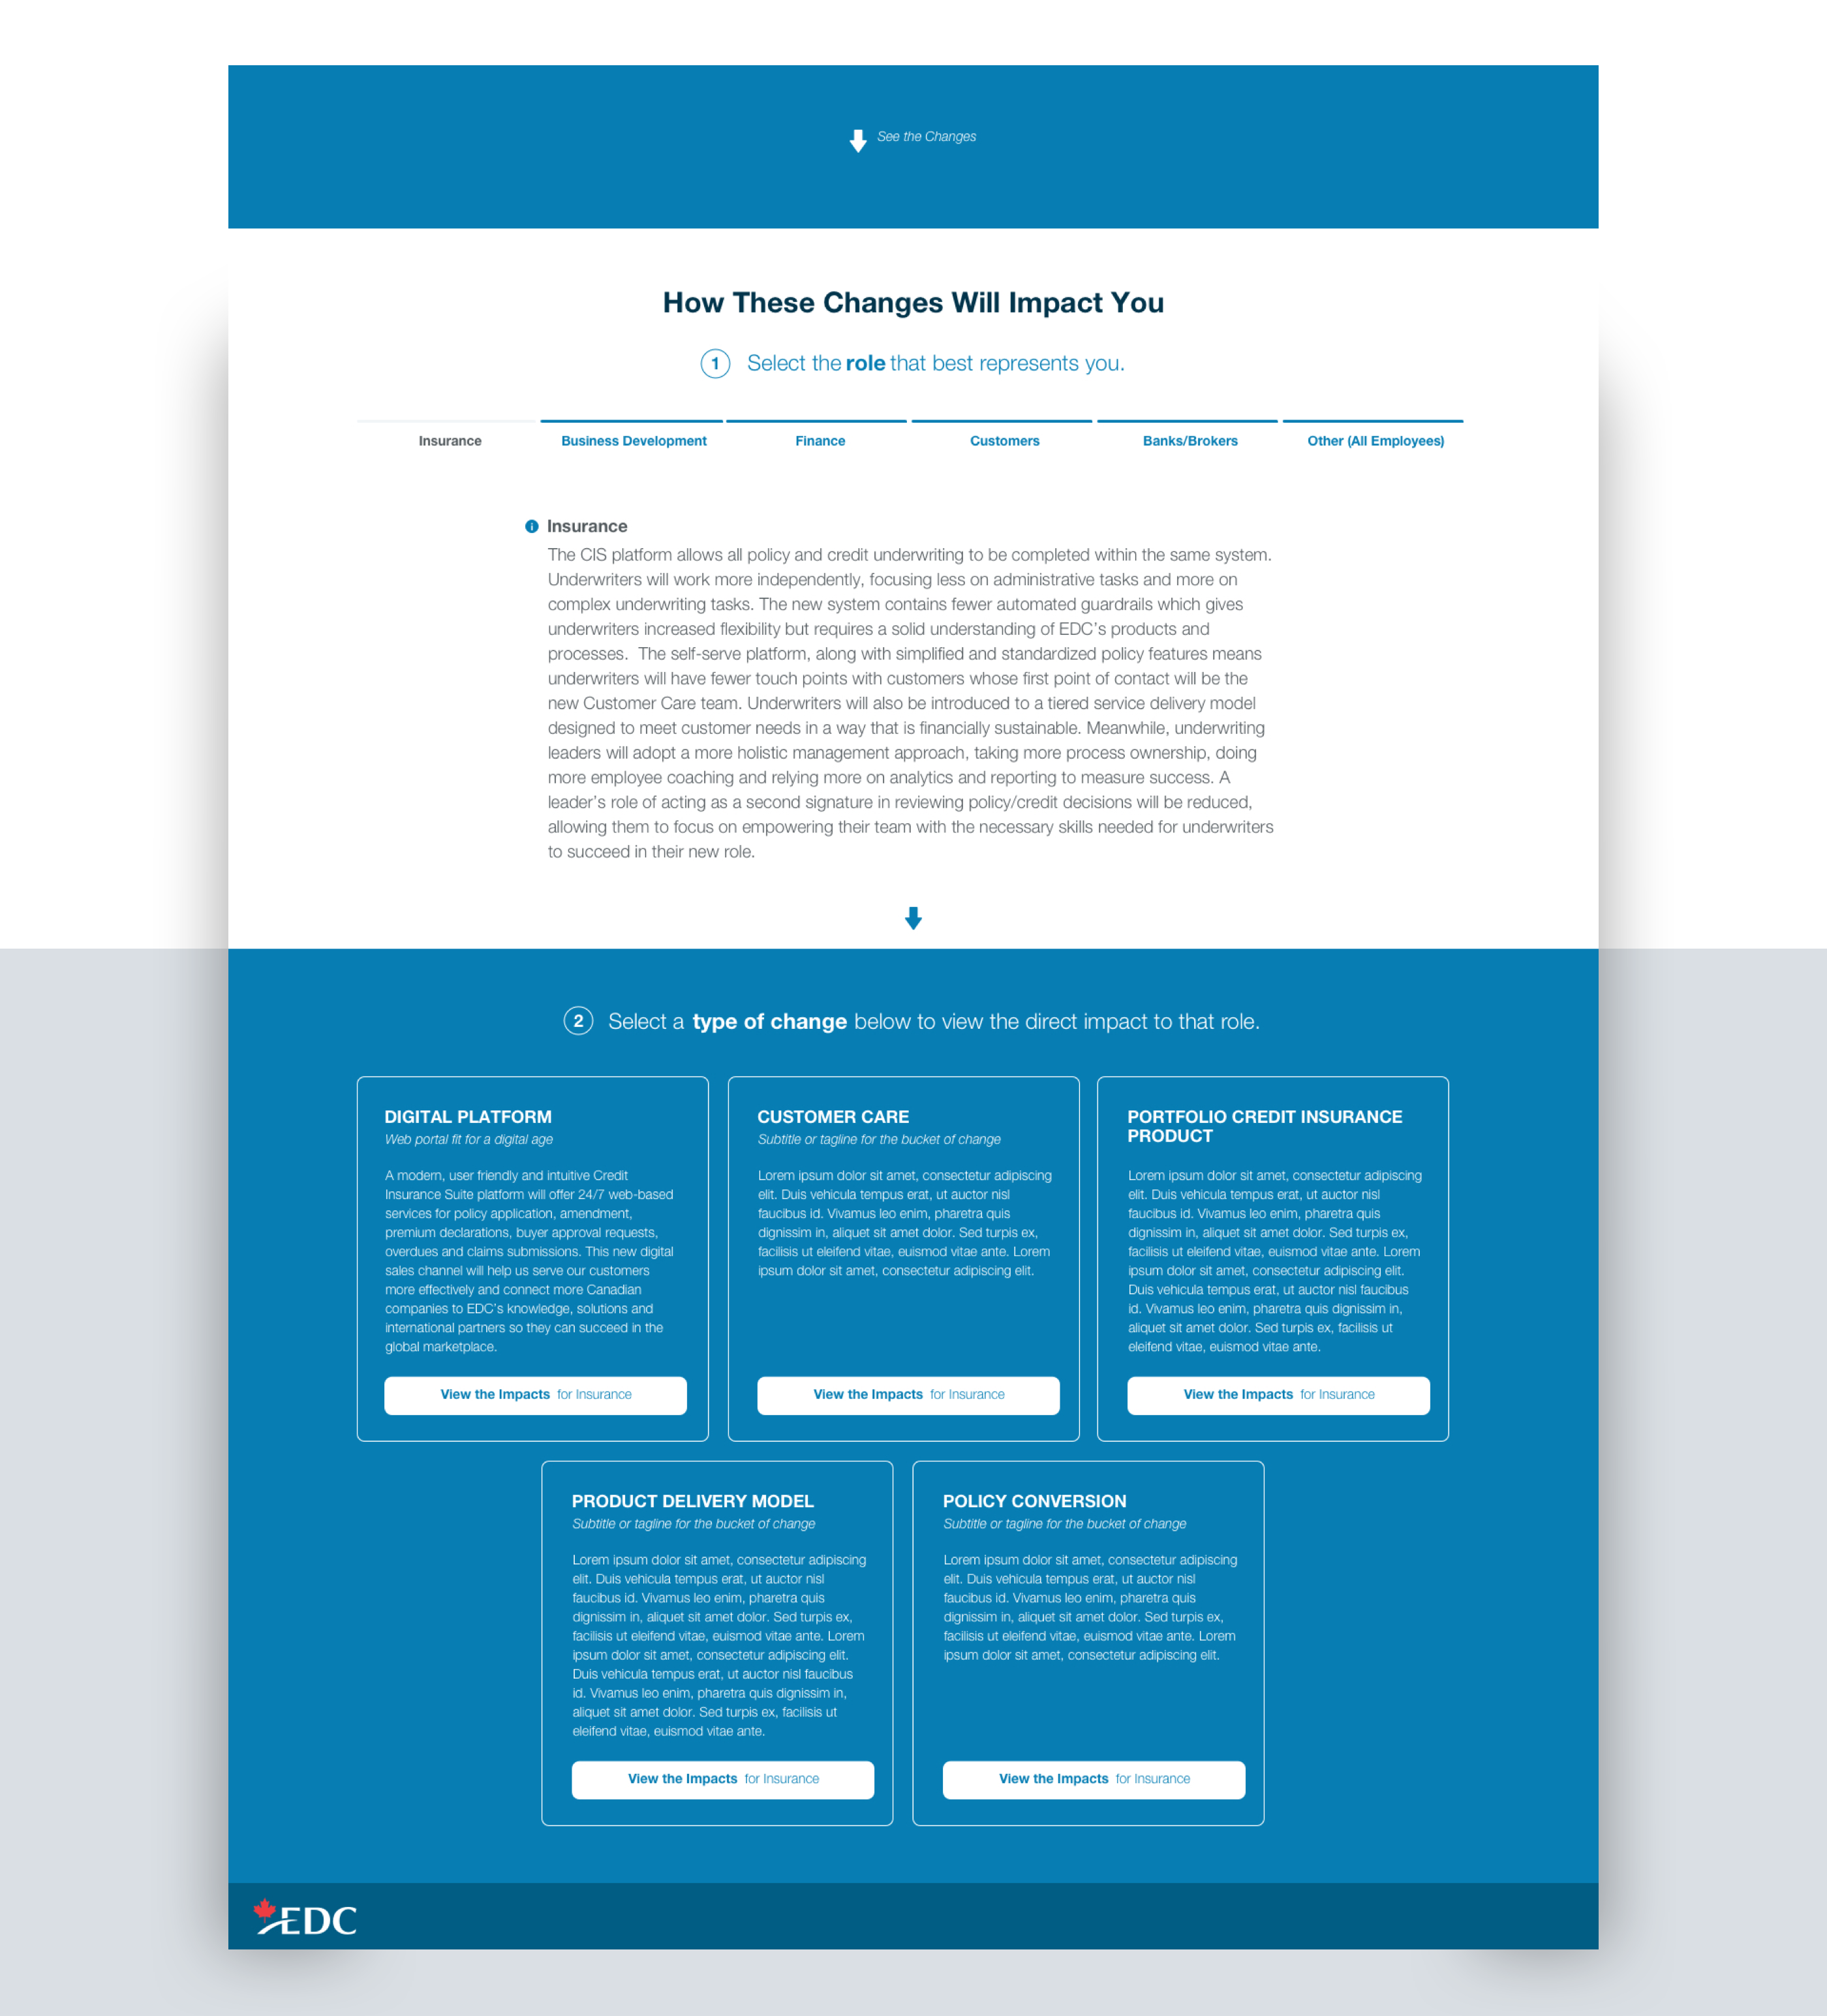 See the Changes
How These Changes Will Impact You
1 Select the role that best represents you.
Insurance Business Development Finance Customers Banks/Brokers Other (All Employees)
i Insurance
The CIS platform allows all policy and credit underwriting to be completed within the same system.
Underwriters will work more independently, focusing less on administrative tasks and more on
complex underwriting tasks. The new system contains fewer automated guardrails which gives
underwriters increased flexibility but requires a solid understanding of EDC's products and
processes.  The self-serve platform, along with simplified and standardized policy features means
underwriters will have fewer touch points with customers whose first point of contact will be the
new Customer Care team. Underwriters will also be introduced to a tiered service delivery model
designed to meet customer needs in a way that is financially sustainable. Meanwhile, underwriting
leaders will adopt a more holistic management approach, taking more process ownership, doing
more employee coaching and relying more on analytics and reporting to measure success. A
leader's role of acting as a second signature in reviewing policy/credit decisions will be reduced,
allowing them to focus on empowering their team with the necessary skills needed for underwriters
to succeed in their new role.
2 Select a type of change below to view the direct impact to that role.
DIGITAL PLATFORM
Web portal fit for a digital age
A modern, user friendly and intuitive Credit
Insurance Suite platform will offer 24/7 web-based
services for policy application, amendment,
premium declarations, buyer approval requests,
overdues and claims submissions. This new digital
sales channel will help us serve our customers
more effectively and connect more Canadian
companies to EDC's knowledge, solutions and
international partners so they can succeed in the
global marketplace.
View the Impacts for Insurance
CUSTOMER CARE
Subtitle or tagline for the bucket of change
Lorem ipsum dolor sit amet, consectetur adipiscing
elit. Duis vehicula tempus erat, ut auctor nisl
faucibus id. Vivamus leo enim, pharetra quis
dignissim in, aliquet sit amet dolor. Sed turpis ex,
facilisis ut eleifend vitae, euismod vitae ante. Lorem
ipsum dolor sit amet, consectetur adipiscing elit.
View the Impacts for Insurance
PORTFOLIO CREDIT INSURANCE
PRODUCT
Lorem ipsum dolor sit amet, consectetur adipiscing
elit. Duis vehicula tempus erat, ut auctor nisl
faucibus id. Vivamus leo enim, pharetra quis
dignissim in, aliquet sit amet dolor. Sed turpis ex,
facilisis ut eleifend vitae, euismod vitae ante. Lorem
ipsum dolor sit amet, consectetur adipiscing elit.
Duis vehicula tempus erat, ut auctor nisl faucibus
id. Vivamus leo enim, pharetra quis dignissim in,
aliquet sit amet dolor. Sed turpis ex, facilisis ut
eleifend vitae, euismod vitae ante.
View the Impacts for Insurance
PRODUCT DELIVERY MODEL
Subtitle or tagline for the bucket of change
Lorem ipsum dolor sit amet, consectetur adipiscing
elit. Duis vehicula tempus erat, ut auctor nisl
faucibus id. Vivamus leo enim, pharetra quis
dignissim in, aliquet sit amet dolor. Sed turpis ex,
facilisis ut eleifend vitae, euismod vitae ante. Lorem
ipsum dolor sit amet, consectetur adipiscing elit.
Duis vehicula tempus erat, ut auctor nisl faucibus
id. Vivamus leo enim, pharetra quis dignissim in,
aliquet sit amet dolor. Sed turpis ex, facilisis ut
eleifend vitae, euismod vitae ante.
View the Impacts for Insurance
POLICY CONVERSION
Subtitle or tagline for the bucket of change
Lorem ipsum dolor sit amet, consectetur adipiscing
elit. Duis vehicula tempus erat, ut auctor nisl
faucibus id. Vivamus leo enim, pharetra quis
dignissim in, aliquet sit amet dolor. Sed turpis ex,
facilisis ut eleifend vitae, euismod vitae ante. Lorem
ipsum dolor sit amet, consectetur adipiscing elit.
View the Impacts for Insurance
EDC